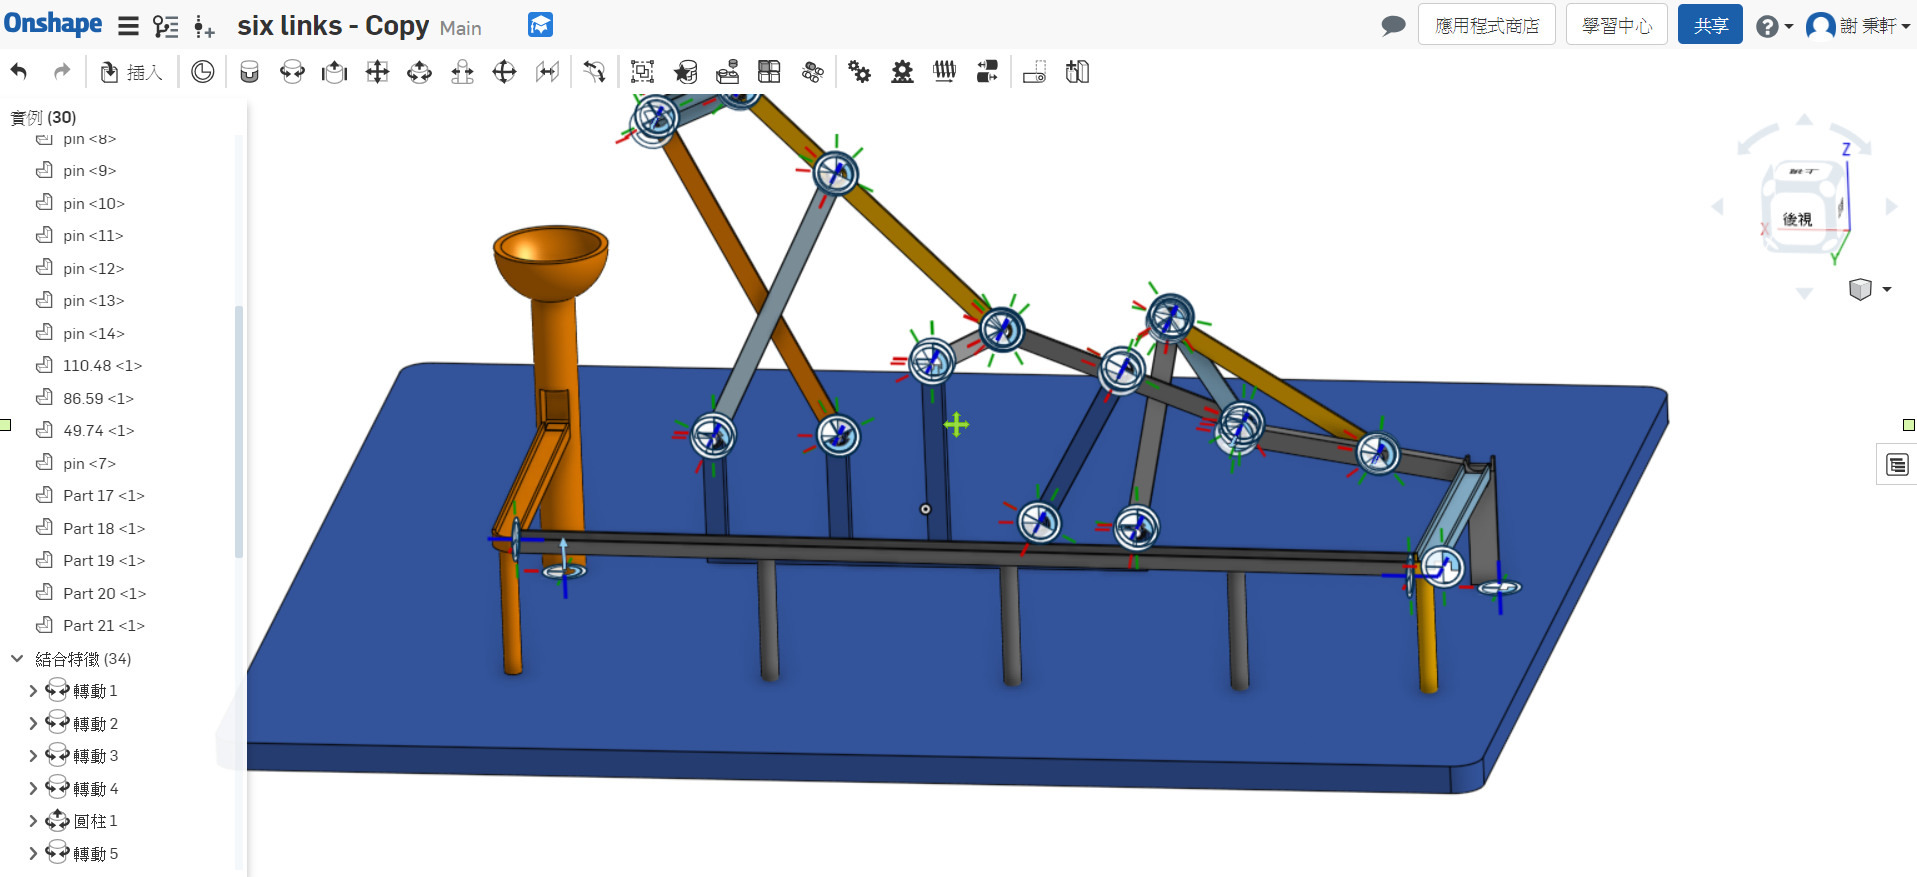 Onshape six links - Copy Main 應用程式商店 學習中心 共享 謝 秉軒
插入
實例 (30)
pin <8>
pin <9>
pin <10>
pin <11>
pin <12>
pin <13>
pin <14>
110.48 <1>
86.59 <1>
49.74 <1>
pin <7>
Part 17 <1>
Part 18 <1>
Part 19 <1>
Part 20 <1>
Part 21 <1>
結合特徵 (34)
轉動 1
轉動 2
轉動 3
轉動 4
圓柱 1
轉動 5
Z
後視
X
Y